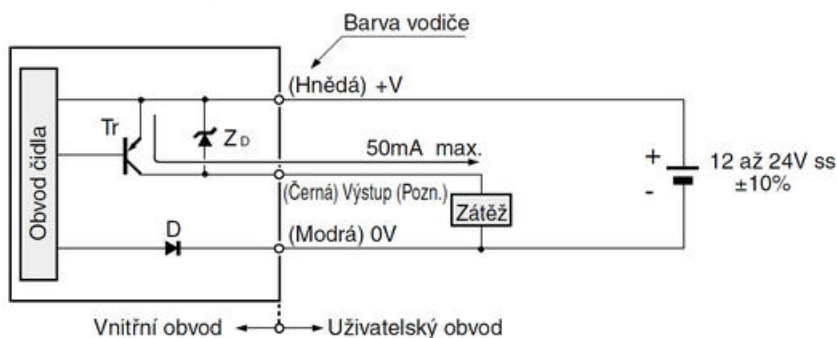 Barva vodiče
(Hnědá) +V
Tr
ZD
50mA max.
+
-
12 až 24V ss
±10%
Obvod čidla
(Černá) Výstup (Pozn.)
Zátěž
D
(Modrá) 0V
Vnitřní obvod
Uživatelský obvod